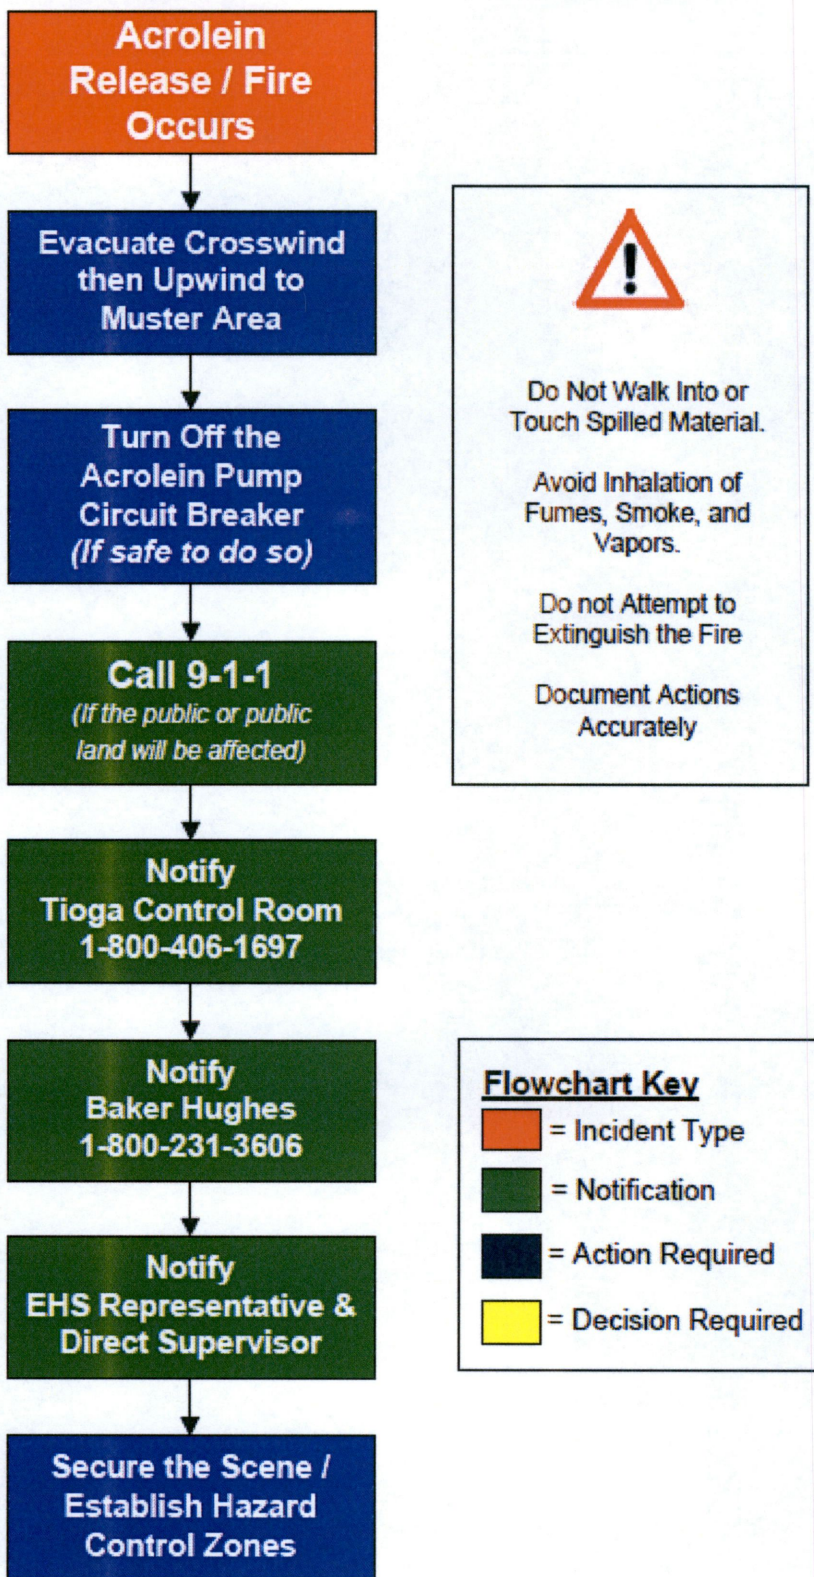 Acrolein
Release / Fire
Occurs
Evacuate Crosswind
then Upwind to
Muster Area
Turn Off the
Acrolein Pump
Circuit Breaker
(If safe to do so)
Call 9-1-1
(If the public or public
land will be affected)
Notify
Tioga Control Room
1-800-406-1697
Notify
Baker Hughes
1-800-231-3606
Notify
EHS Representative &
Direct Supervisor
Secure the Scene /
Establish Hazard
Control Zones
!
Do Not Walk Into or
Touch Spilled Material.
Avoid Inhalation of
Fumes, Smoke, and
Vapors.
Do not Attempt to
Extinguish the Fire
Document Actions
Accurately
Flowchart Key
= Incident Type
= Notification
= Action Required
= Decision Required